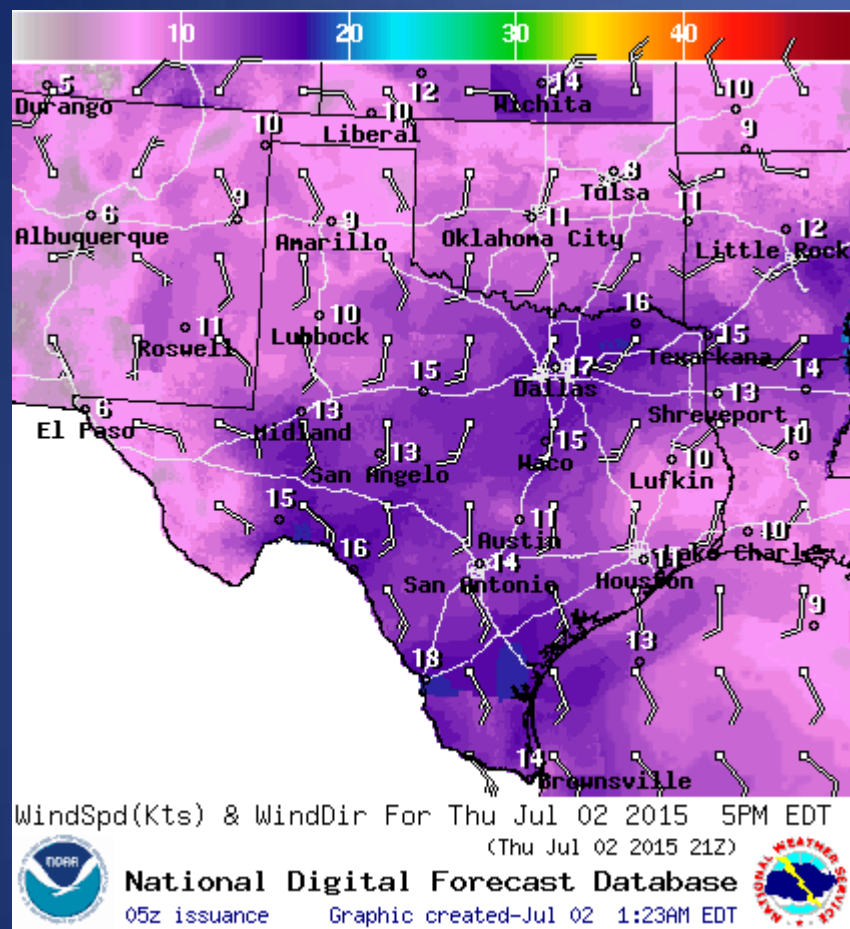 10 20 30 40
5 12 14 10
Durango Wichita
Liberal 10
10 9
8
Tulsa
6 9 9 11 11 12
Albuquerque Amarillo Oklahoma City Little Rock
11 10 16 15
Roswell Lubbock Texarkana
15 17 14
Dallas
6 13 13
El Paso Midland Shreveport
13 15 10 10
San Angelo Waco Lufkin
15 11 10
Austin Lake Charles
16 14
San Antonio Houston
9
13
18
14
Brownsville
WindSpd(Kts) & WindDir For Thu Jul 02 2015 5PM EDT
(Thu Jul 02 2015 21Z)
NOAA
National Digital Forecast Database
05z issuance Graphic created-Jul 02 1:23AM EDT
NATIONAL WEATHER SERVICE